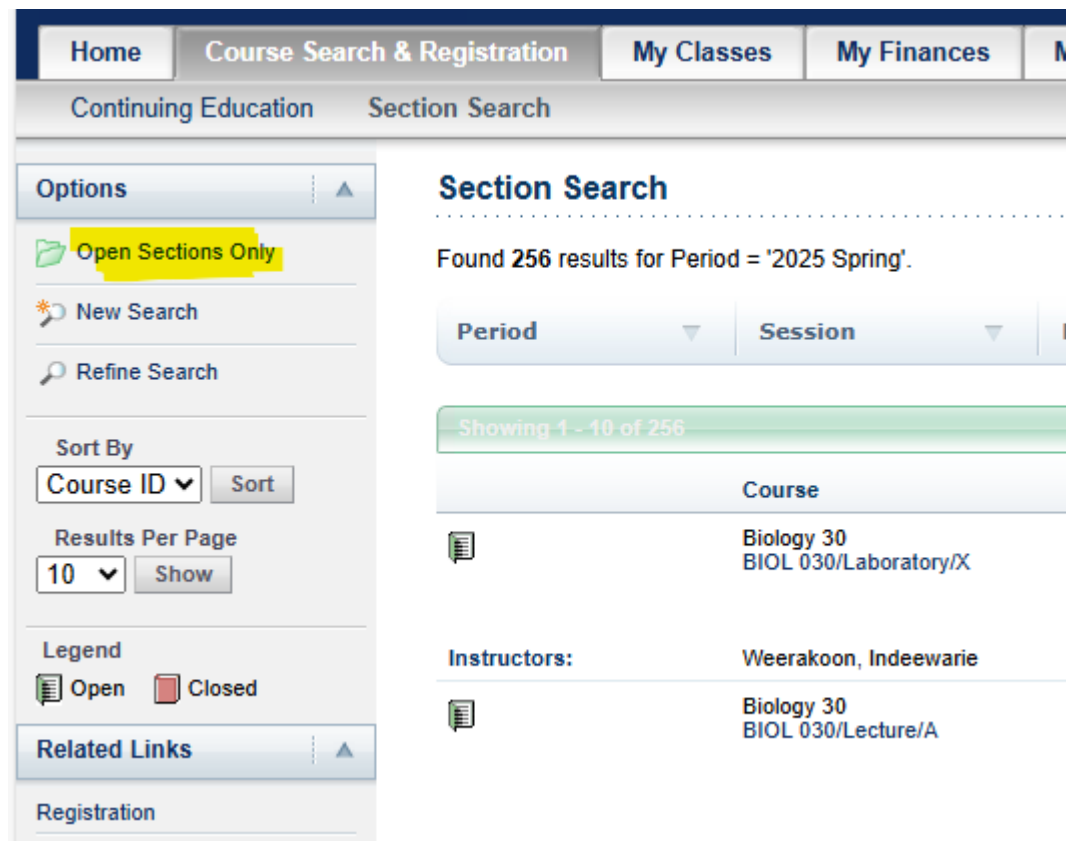 Home Course Search & Registration My Classes My Finances
Continuing Education Section Search
Options
Open Sections Only
New Search
Refine Search
Sort By
Course ID Sort
Results Per Page
10 Show
Legend
Open Closed
Related Links
Registration
Section Search
Found 256 results for Period = '2025 Spring'.
Period Session
Showing 1 - 10 of 256
Course
Biology 30
BIOL 030/Laboratory/X
Instructors: Weerakoon, Indeewarie
Biology 30
BIOL 030/Lecture/A